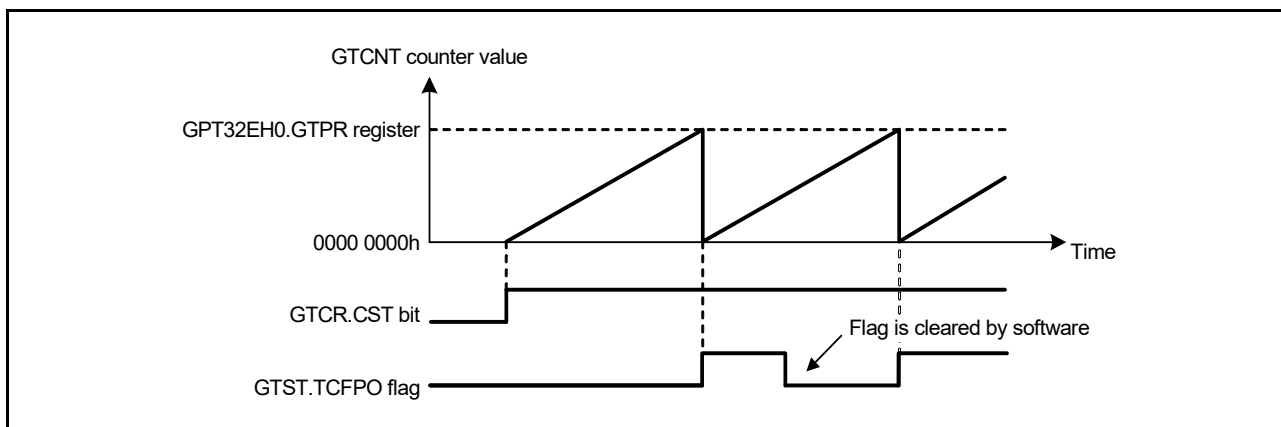 GTCNT counter value
GPT32EH0.GTPR register
0000 0000h
Time
GTCR.CST bit
Flag is cleared by software
GTST.TCFPO flag